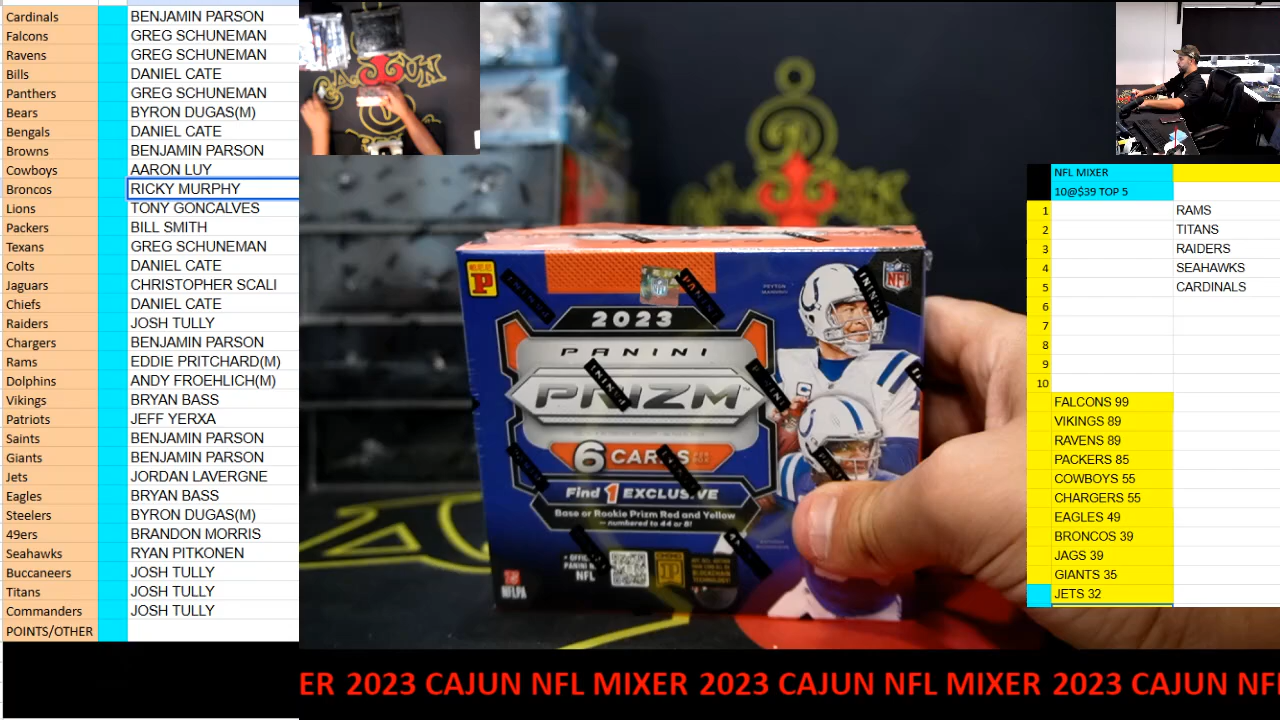 Cardinals BENJAMIN PARSON
Falcons GREG SCHUNEMAN
Ravens GREG SCHUNEMAN
Bills DANIEL CATE
Panthers GREG SCHUNEMAN
Bears BYRON DUGAS(M)
Bengals DANIEL CATE
Browns BENJAMIN PARSON
Cowboys AARON LUY
Broncos RICKY MURPHY
Lions TONY GONCALVES
Packers BILL SMITH
Texans GREG SCHUNEMAN
Colts DANIEL CATE
Jaguars CHRISTOPHER SCALI
Chiefs DANIEL CATE
Raiders JOSH TULLY
Chargers BENJAMIN PARSON
Rams EDDIE PRITCHARD(M)
Dolphins ANDY FROEHLICH(M)
Vikings BRYAN BASS
Patriots JEFF YERXA
Saints BENJAMIN PARSON
Giants BENJAMIN PARSON
Jets JORDAN LAVERGNE
Eagles BRYAN BASS
Steelers BYRON DUGAS(M)
49ers BRANDON MORRIS
Seahawks RYAN PITKONEN
Buccaneers JOSH TULLY
Titans JOSH TULLY
Commanders JOSH TULLY
POINTS/OTHER
CAJUN
PEYTON MANNING
NFL
2023
PANINI
PRIZM
6 CARDS
Find 1 EXCLUSIVE
Base or Rookie Prizm Red and Yellow
– numbered to 44 or 8!
NFL
NFLPA
NFL MIXER
10@$39 TOP 5
1 RAMS
2 TITANS
3 RAIDERS
4 SEAHAWKS
5 CARDINALS
6
7
8
9
10
FALCONS 99
VIKINGS 89
RAVENS 89
PACKERS 85
COWBOYS 55
CHARGERS 55
EAGLES 49
BRONCOS 39
JAGS 39
GIANTS 35
JETS 32
ER 2023 CAJUN NFL MIXER 2023 CAJUN NFL MIXER 2023 CAJUN NF